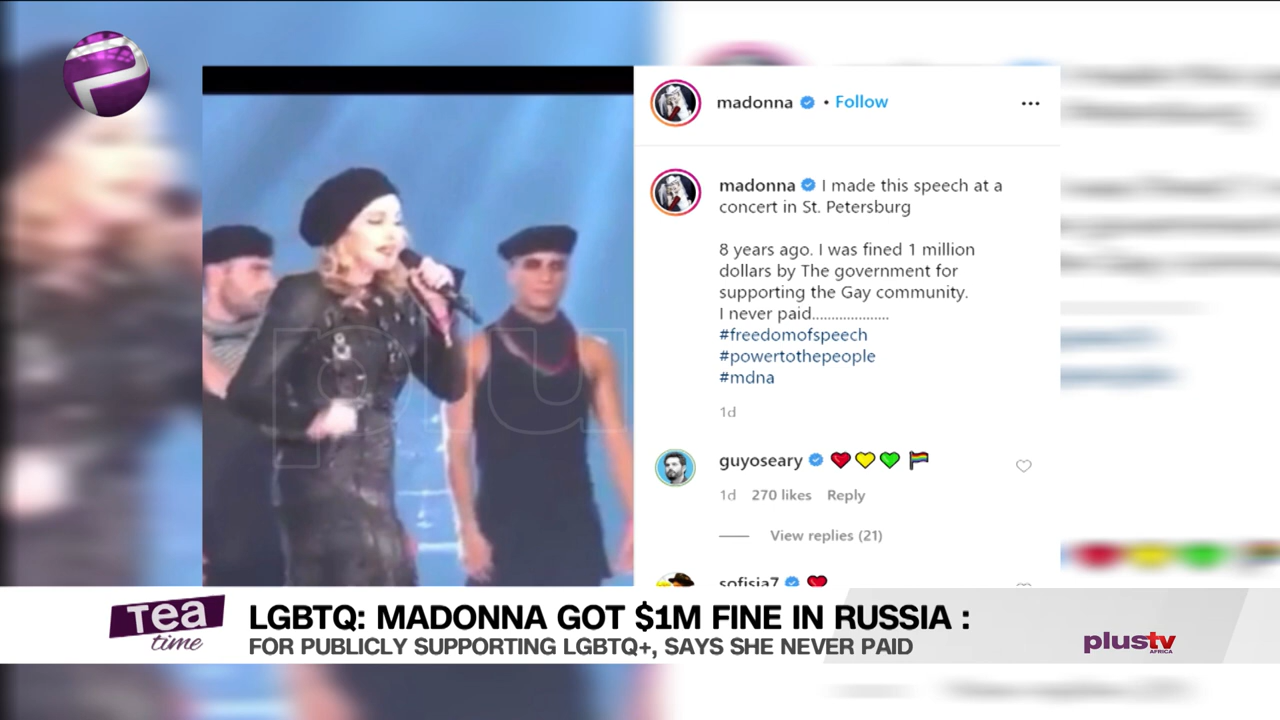 madonna • Follow
madonna I made this speech at a
concert in St. Petersburg
8 years ago. I was fined 1 million
dollars by The government for
supporting the Gay community.
I never paid...................
#freedomofspeech
#powertothepeople
#mdna
1d
guyoseary ❤️💛💚🏳️‍🌈
1d 270 likes Reply
View replies (21)
sofisia7 ❤️
plu
Tea
time
LGBTQ: MADONNA GOT $1M FINE IN RUSSIA :
FOR PUBLICLY SUPPORTING LGBTQ+, SAYS SHE NEVER PAID
plustv
AFRICA